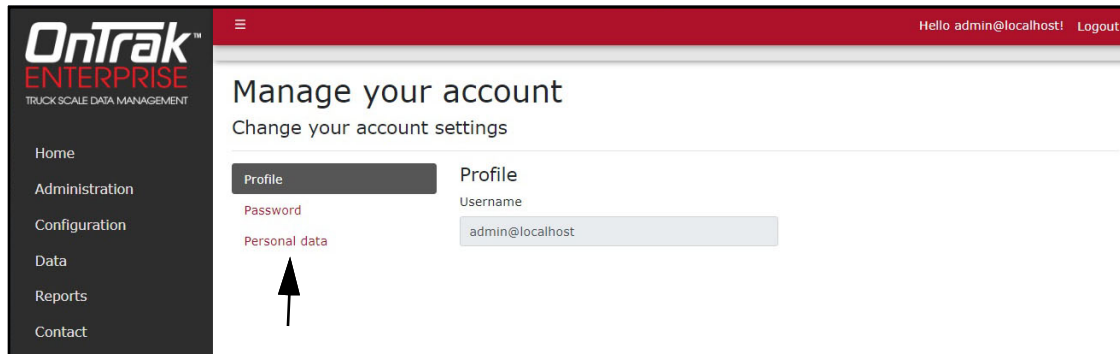 OnTrak™
ENTERPRISE
TRUCK SCALE DATA MANAGEMENT
Home
Administration
Configuration
Data
Reports
Contact
☰
Hello admin@localhost! Logout
Manage your account
Change your account settings
Profile
Password
Personal data
Profile
Username
admin@localhost